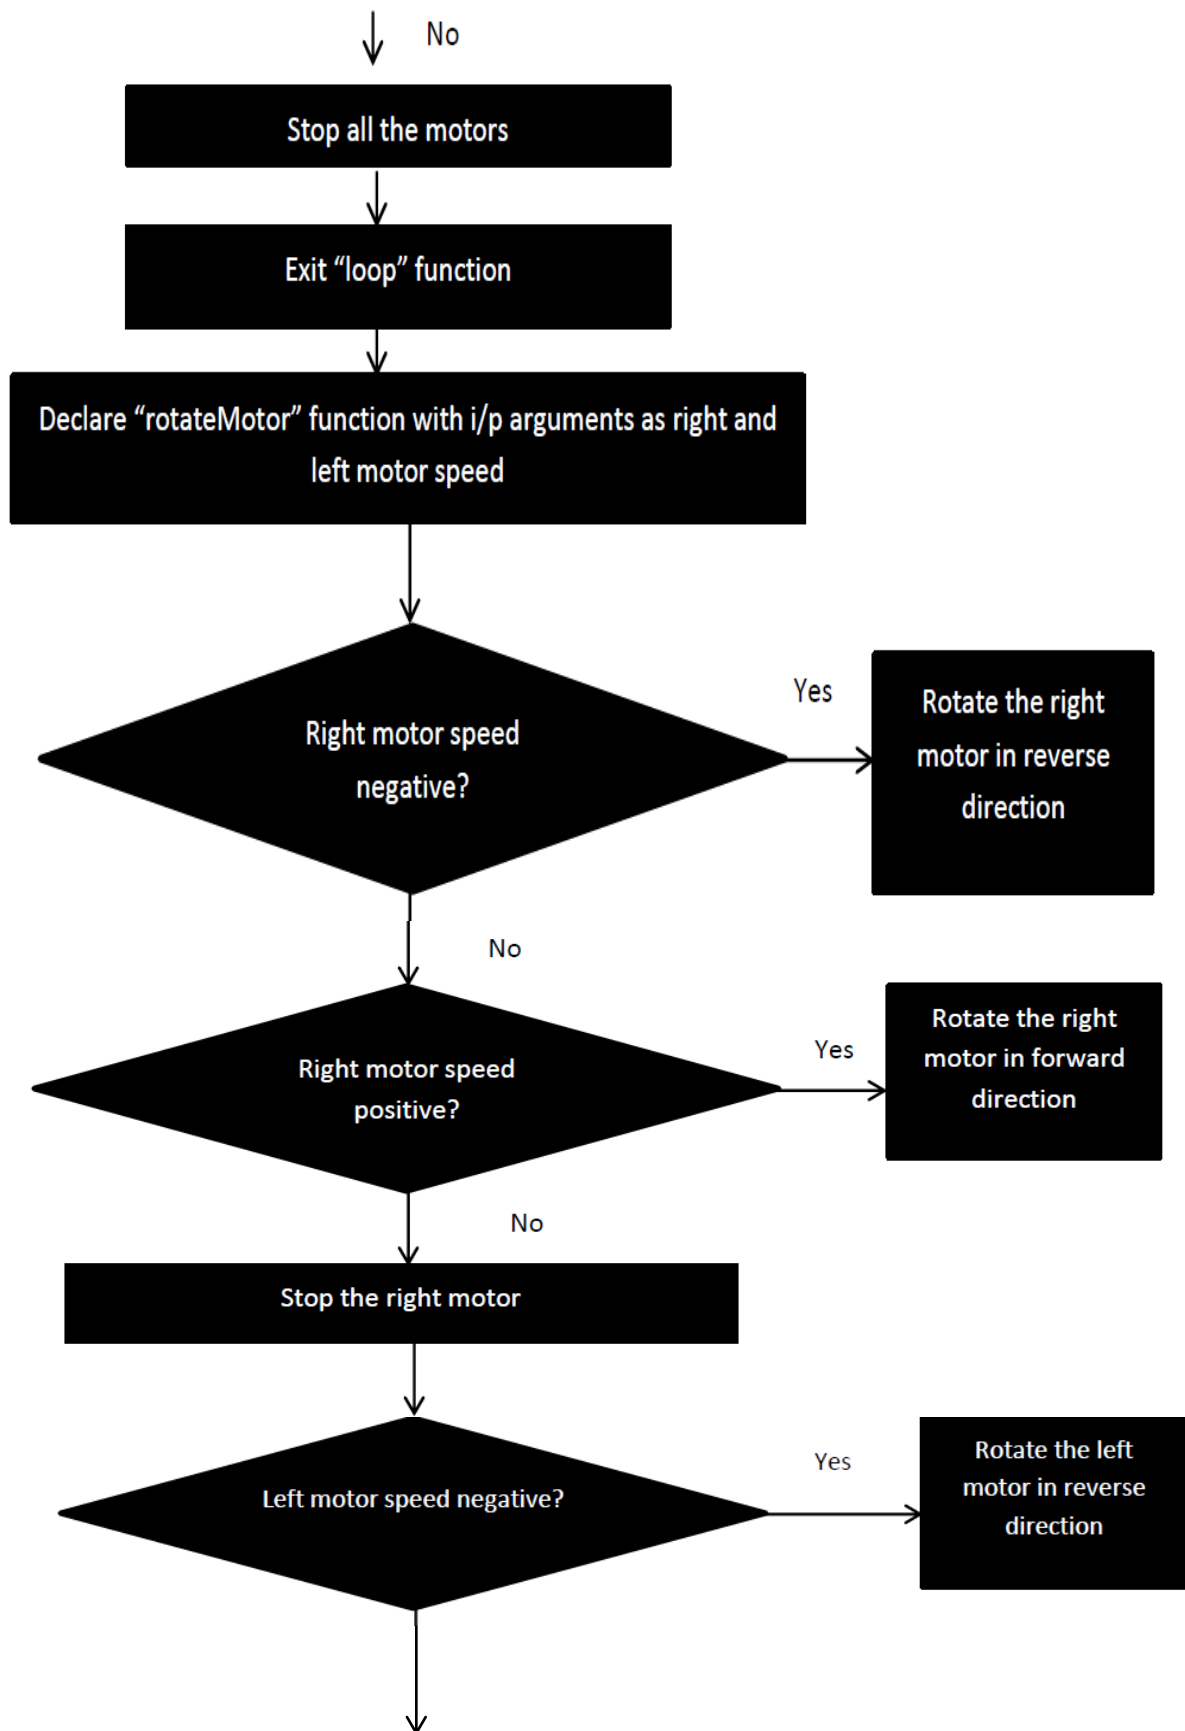 No
Stop all the motors
Exit “loop” function
Declare “rotateMotor” function with i/p arguments as right and
left motor speed
Right motor speed
negative?
Yes
Rotate the right
motor in reverse
direction
No
Right motor speed
positive?
Yes
Rotate the right
motor in forward
direction
No
Stop the right motor
Left motor speed negative?
Yes
Rotate the left
motor in reverse
direction